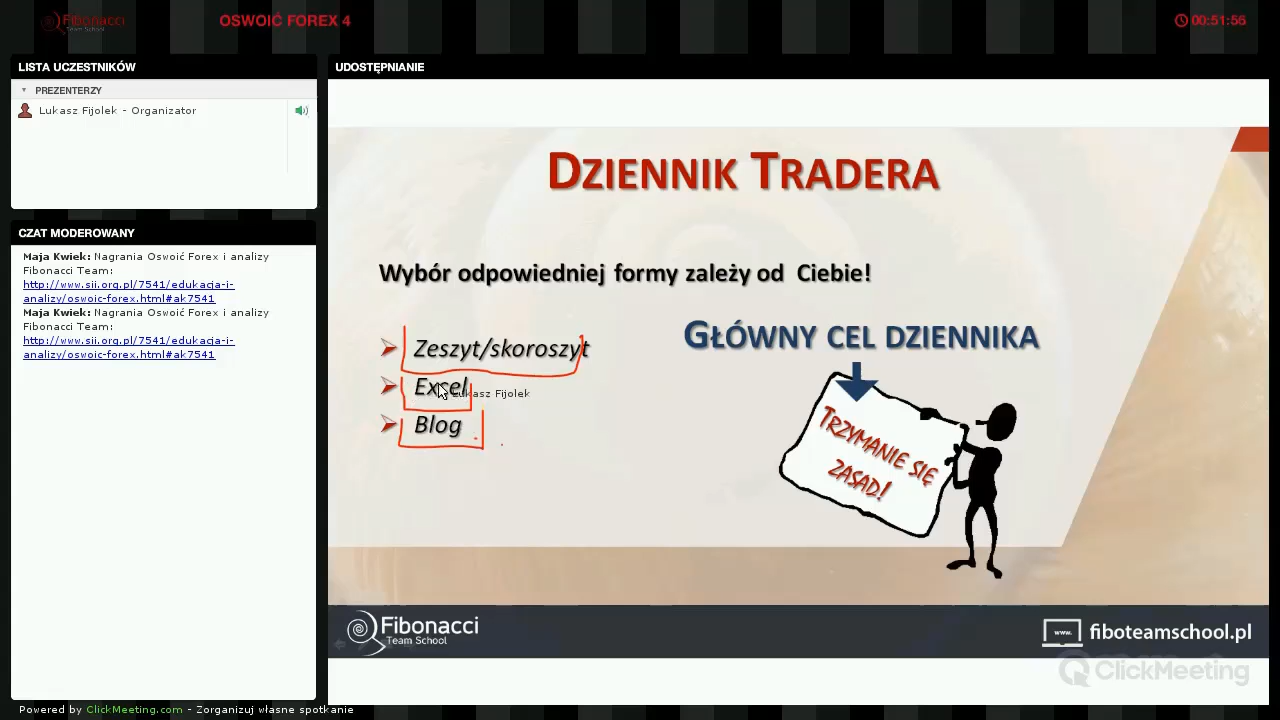 Fibonacci
Team School
OSWOIĆ FOREX 4
00:51:56
LISTA UCZESTNIKÓW
PREZENTERZY
Lukasz Fijolek - Organizator
CZAT MODEROWANY
Maja Kwiek: Nagrania Oswoić Forex i analizy
Fibonacci Team:
http://www.sii.org.pl/7541/edukacja-i-
analizy/oswoic-forex.html#ak7541
Maja Kwiek: Nagrania Oswoić Forex i analizy
Fibonacci Team:
http://www.sii.org.pl/7541/edukacja-i-
analizy/oswoic-forex.html#ak7541
UDOSTĘPNIANIE
DZIENNIK TRADERA
Wybór odpowiedniej formy zależy od Ciebie!
Zeszyt/skoroszyt
Excel
Lukasz Fijolek
Blog
GŁÓWNY CEL DZIENNIKA
TRZYMANIE SIĘ
ZASAD!
Fibonacci
Team School
www.
fiboteamschool.pl
ClickMeeting
Powered by ClickMeeting.com - Zorganizuj własne spotkanie